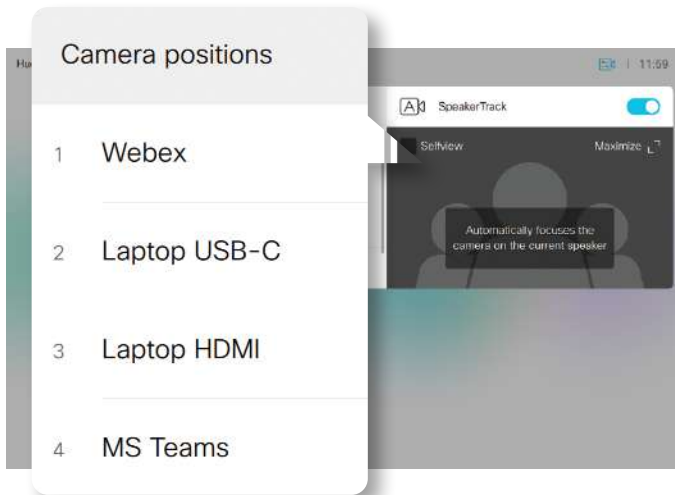 Camera positions
1 Webex
2 Laptop USB-C
3 Laptop HDMI
4 MS Teams
11:59
SpeakerTrack
Selfview Maximize
Automatically focuses the
camera on the current speaker